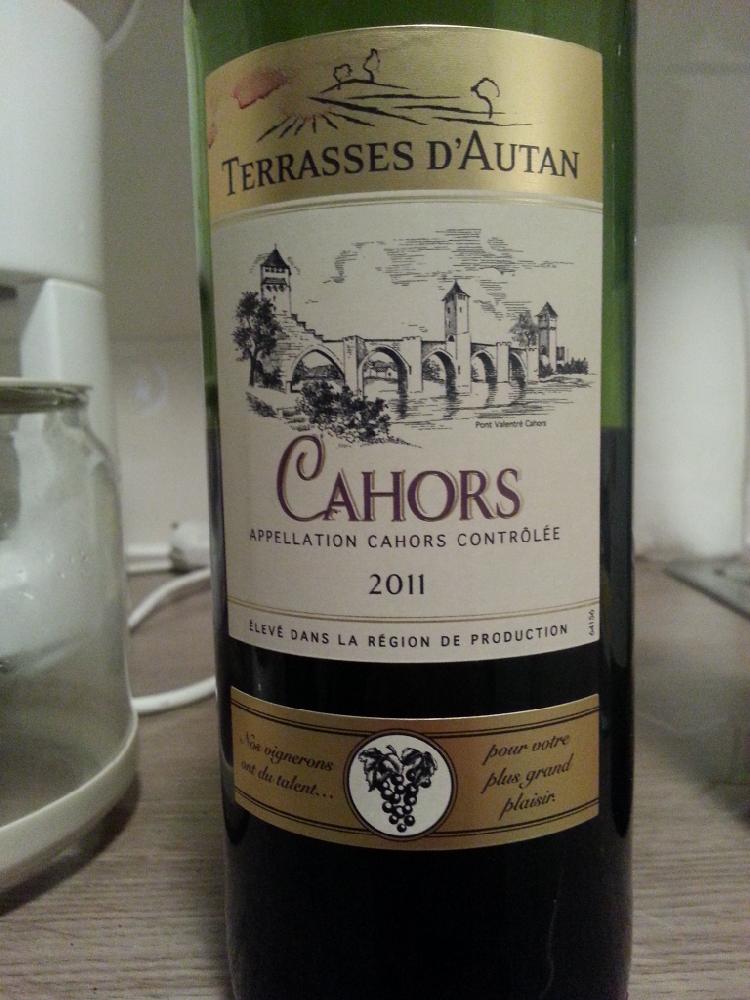 TERRASSES D'AUTAN
Pont Valentré Cahors
CAHORS
APPELLATION CAHORS CONTRÔLÉE
2011
ÉLEVÉ DANS LA RÉGION DE PRODUCTION
64156
Nos vignerons
ont du talent...
pour votre
plus grand
plaisir.